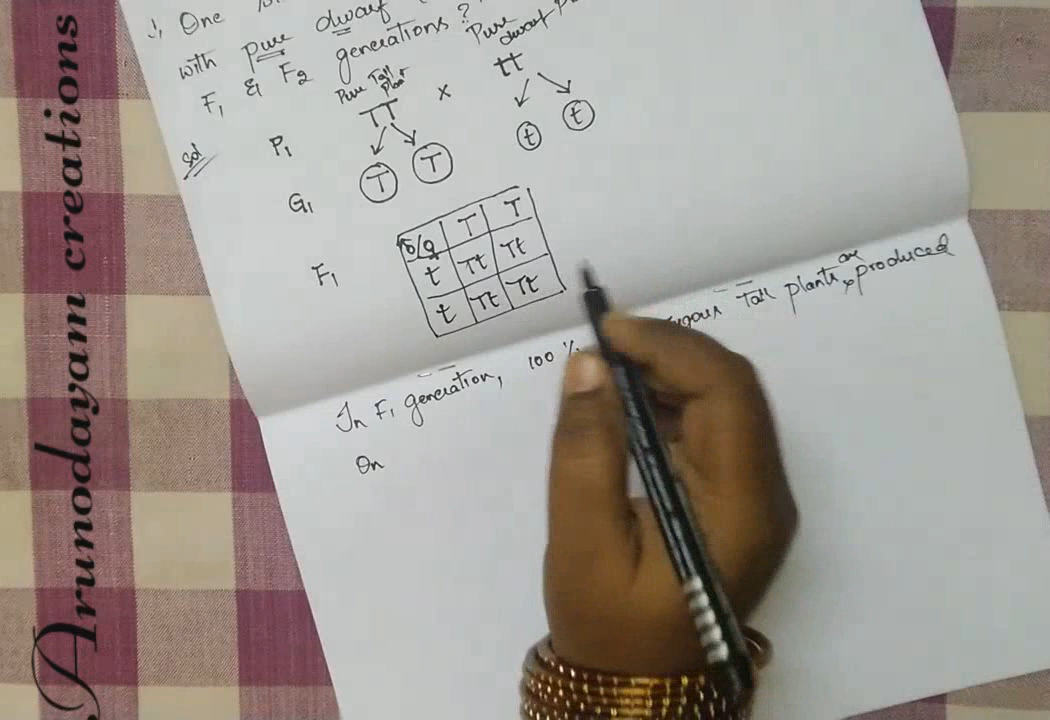 1, One
with pure dwarf
F₁ & F₂ generations?
Pure Tall Plant
Pure dwarf
P₁ TT × tt
Sol
G₁ T T t t
F₁
♂/♀ T T
t Tt Tt
t Tt Tt
In F₁ generation, 100 % Tall plants are produced
On
Arunodayam creations